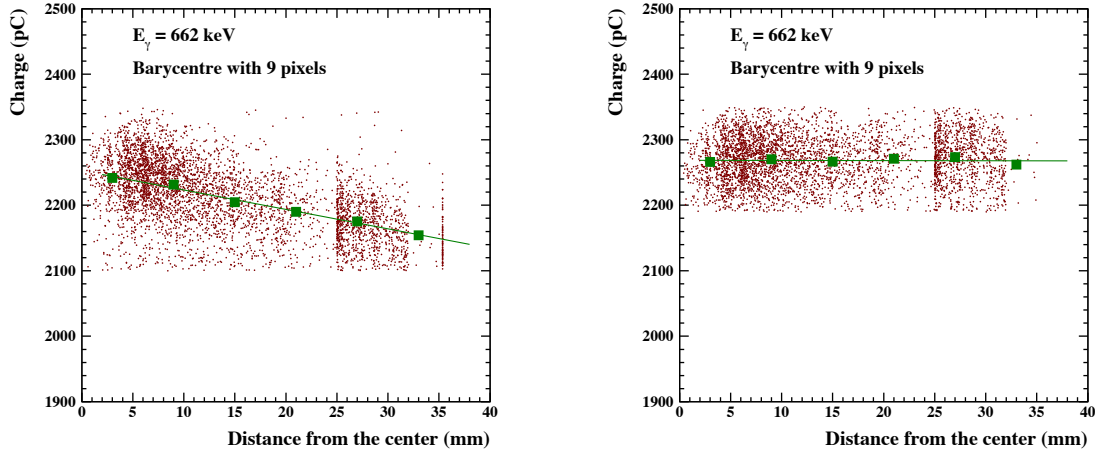 2500
2400
2300
2200
2100
2000
1900
Charge (pC)
E_γ = 662 keV
Barycentre with 9 pixels
0 5 10 15 20 25 30 35 40
Distance from the center (mm)
2500
2400
2300
2200
2100
2000
1900
Charge (pC)
E_γ = 662 keV
Barycentre with 9 pixels
0 5 10 15 20 25 30 35 40
Distance from the center (mm)